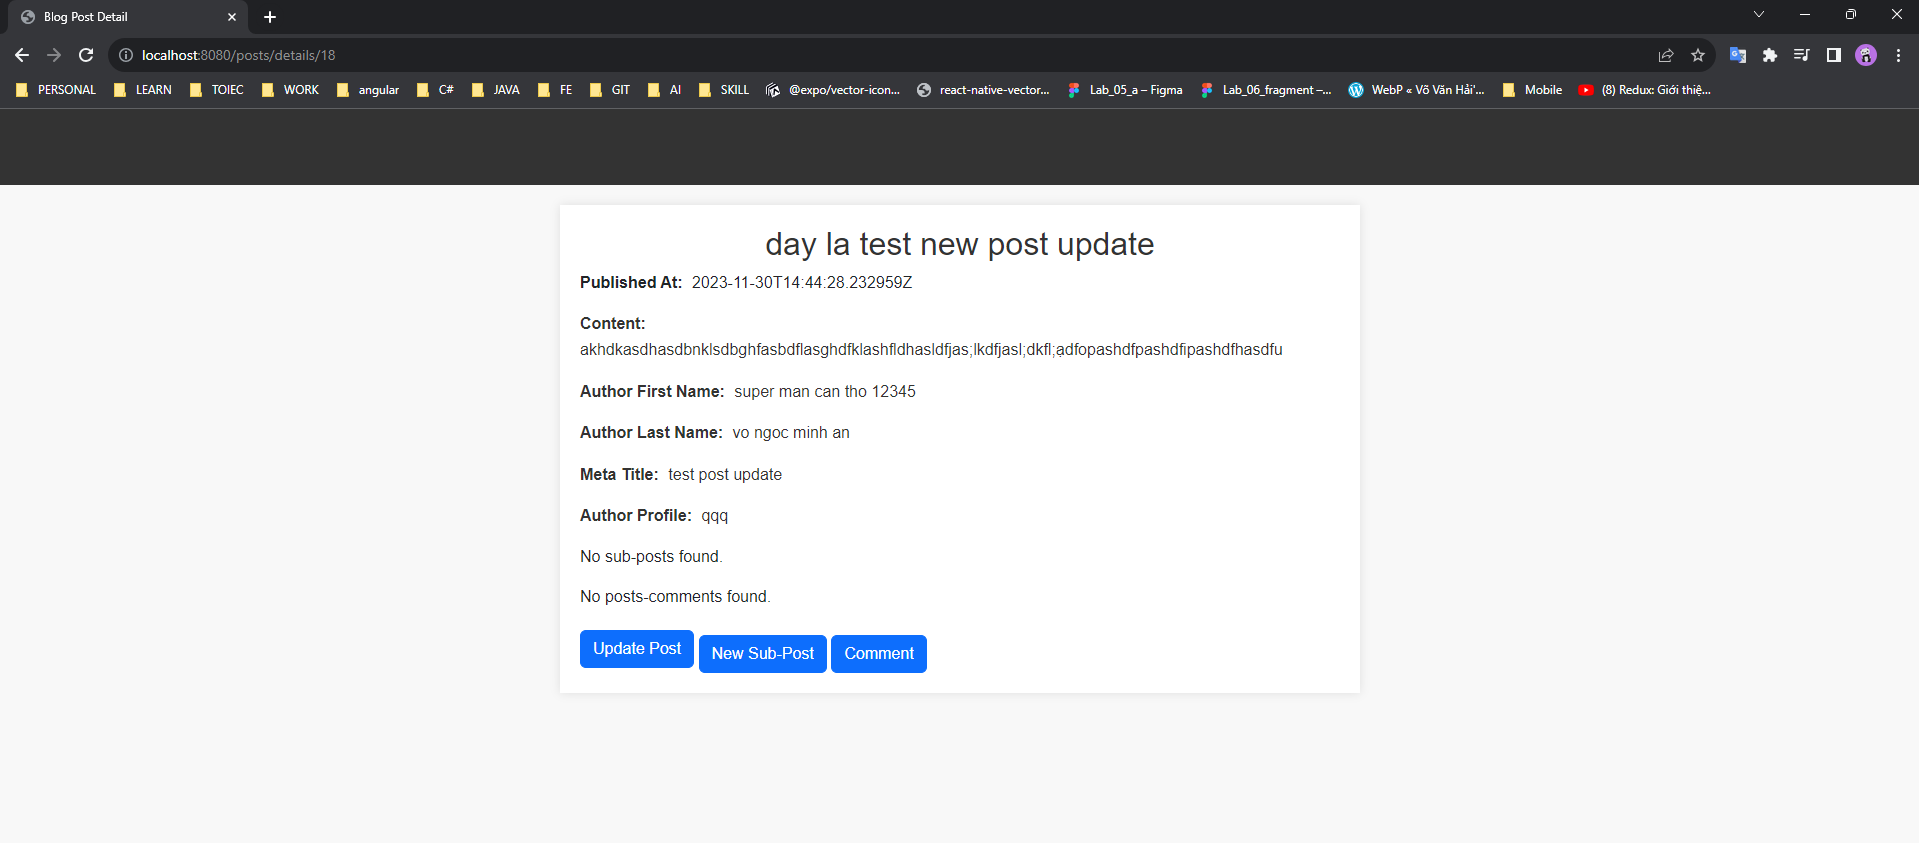 Blog Post Detail
localhost:8080/posts/details/18
PERSONAL LEARN TOIEC WORK angular C# JAVA FE GIT AI SKILL @expo/vector-icon... react-native-vector... Lab_05_a – Figma Lab_06_fragment –... WebP « Võ Văn Hải'... Mobile (8) Redux: Giới thiệ...
day la test new post update
Published At: 2023-11-30T14:44:28.232959Z
Content:
akhdkasdhasdbnklsdbghfasbdflasghdfklashfldhasldfjas;lkdfjasl;dkfl;ạdfopashdfpashdfipashdfhasdfu
Author First Name: super man can tho 12345
Author Last Name: vo ngoc minh an
Meta Title: test post update
Author Profile: qqq
No sub-posts found.
No posts-comments found.
Update Post New Sub-Post Comment